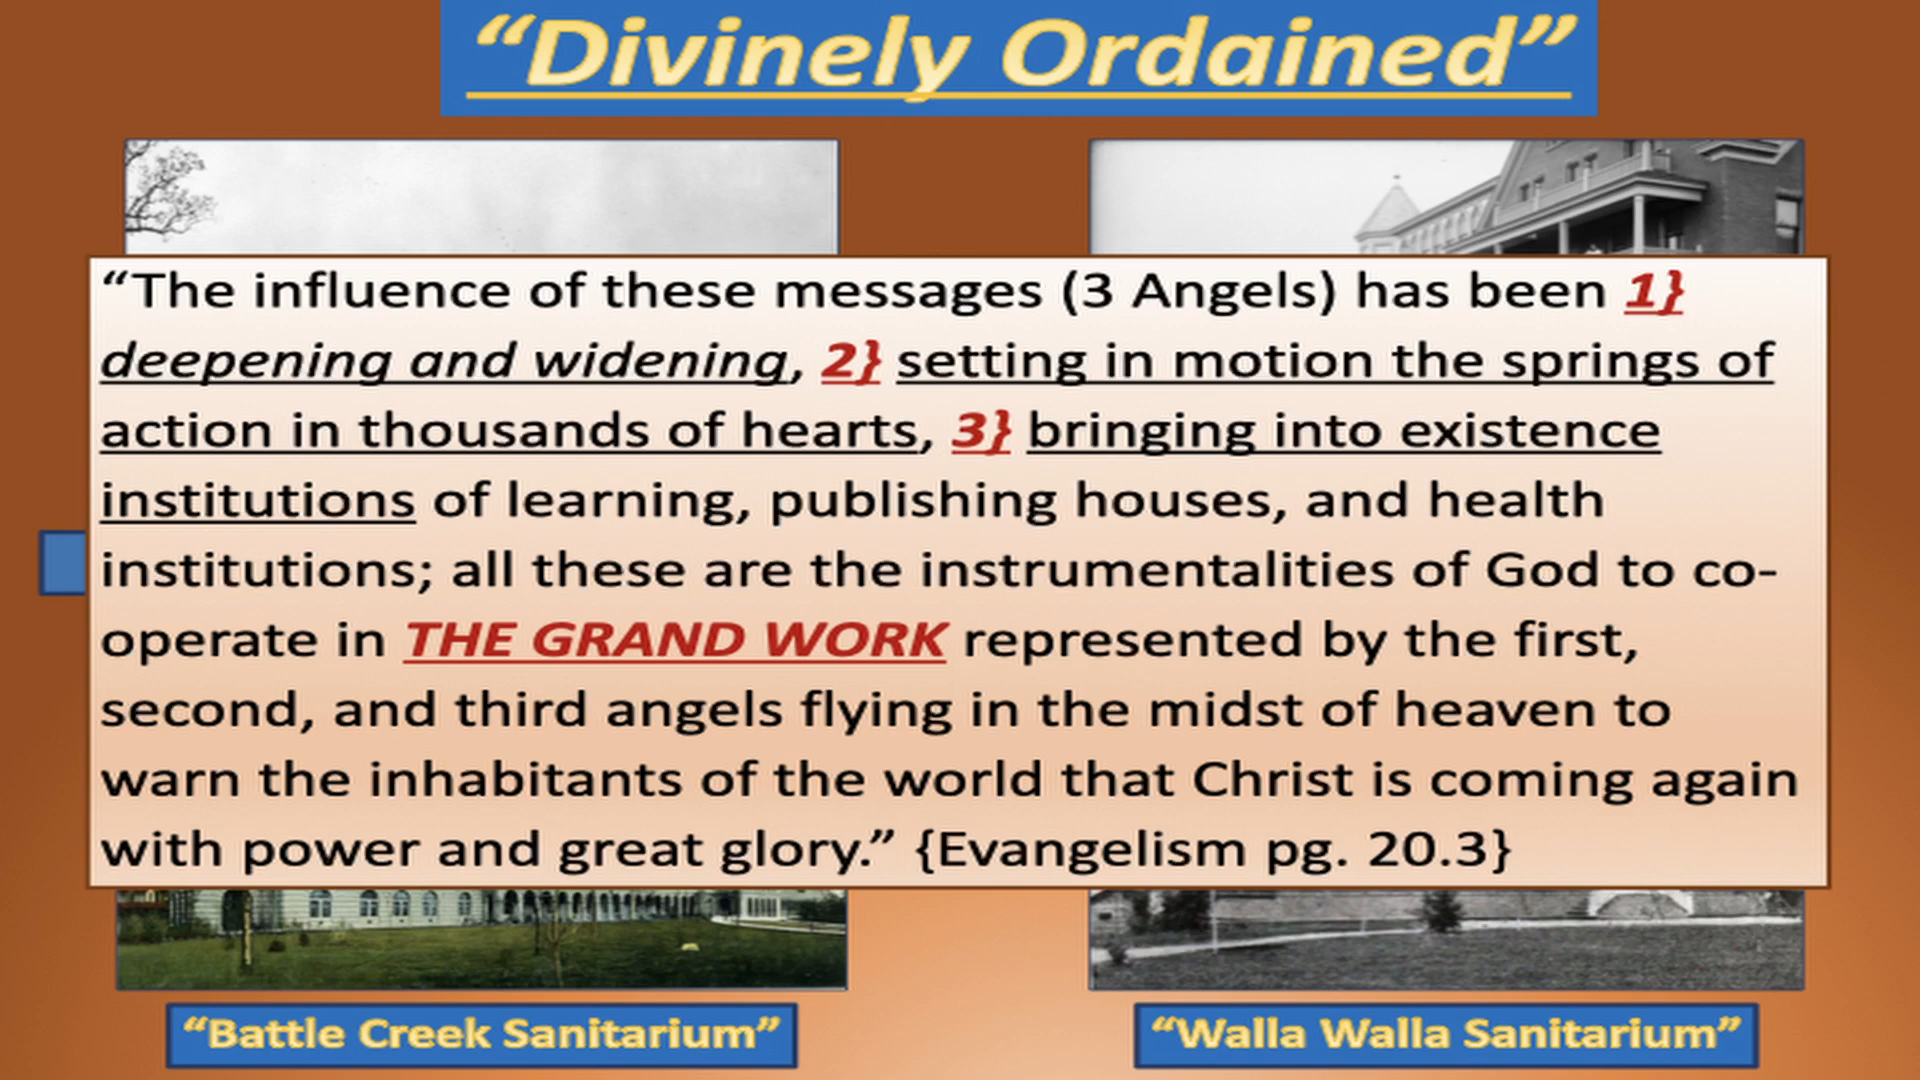 “Divinely Ordained”
“The influence of these messages (3 Angels) has been 1}
deepening and widening, 2} setting in motion the springs of
action in thousands of hearts, 3} bringing into existence
institutions of learning, publishing houses, and health
institutions; all these are the instrumentalities of God to co-
operate in THE GRAND WORK represented by the first,
second, and third angels flying in the midst of heaven to
warn the inhabitants of the world that Christ is coming again
with power and great glory.” {Evangelism pg. 20.3}
“Battle Creek Sanitarium”
“Walla Walla Sanitarium”